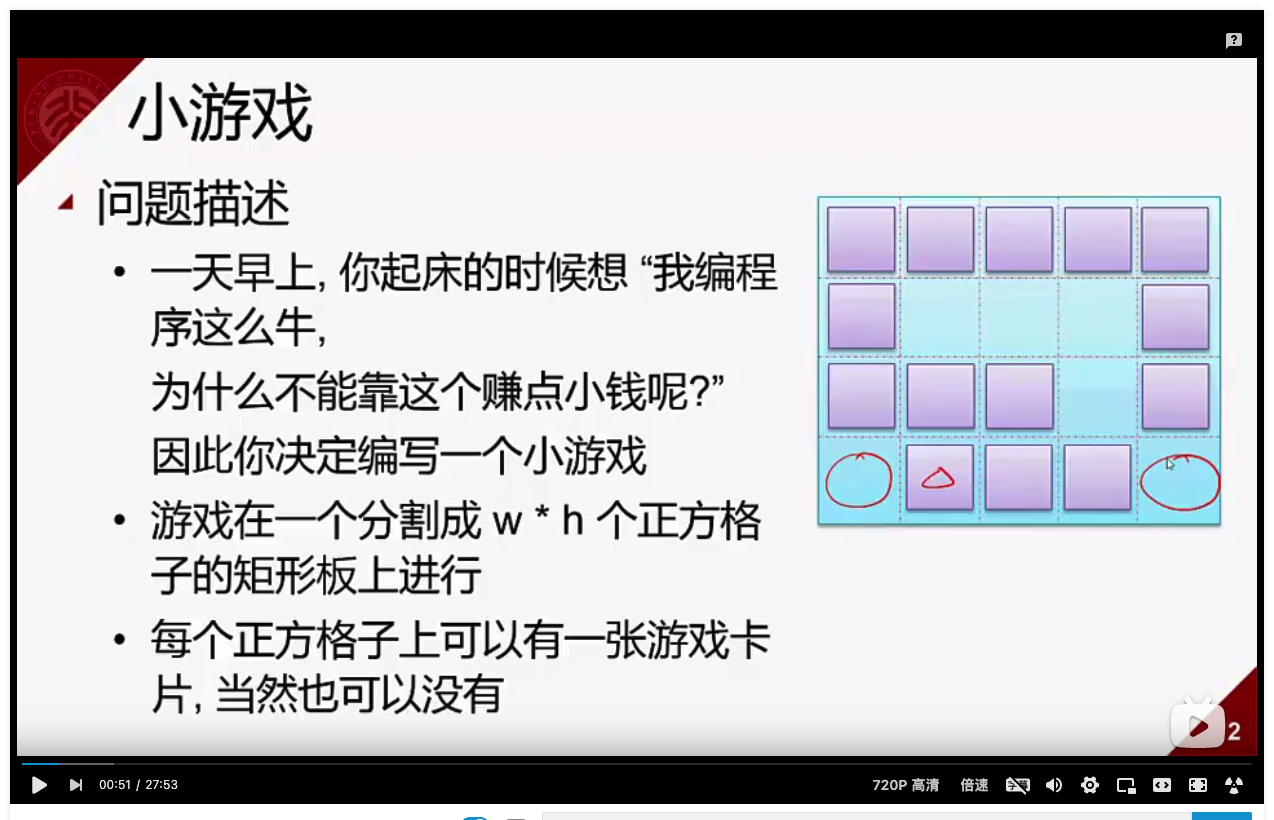 小游戏
问题描述
• 一天早上, 你起床的时候想 “我编程
序这么牛,
为什么不能靠这个赚点小钱呢?”
因此你决定编写一个小游戏
• 游戏在一个分割成 w * h 个正方格
子的矩形板上进行
• 每个正方格子上可以有一张游戏卡
片, 当然也可以没有
2
00:51 / 27:53
720P 高清
倍速
字幕